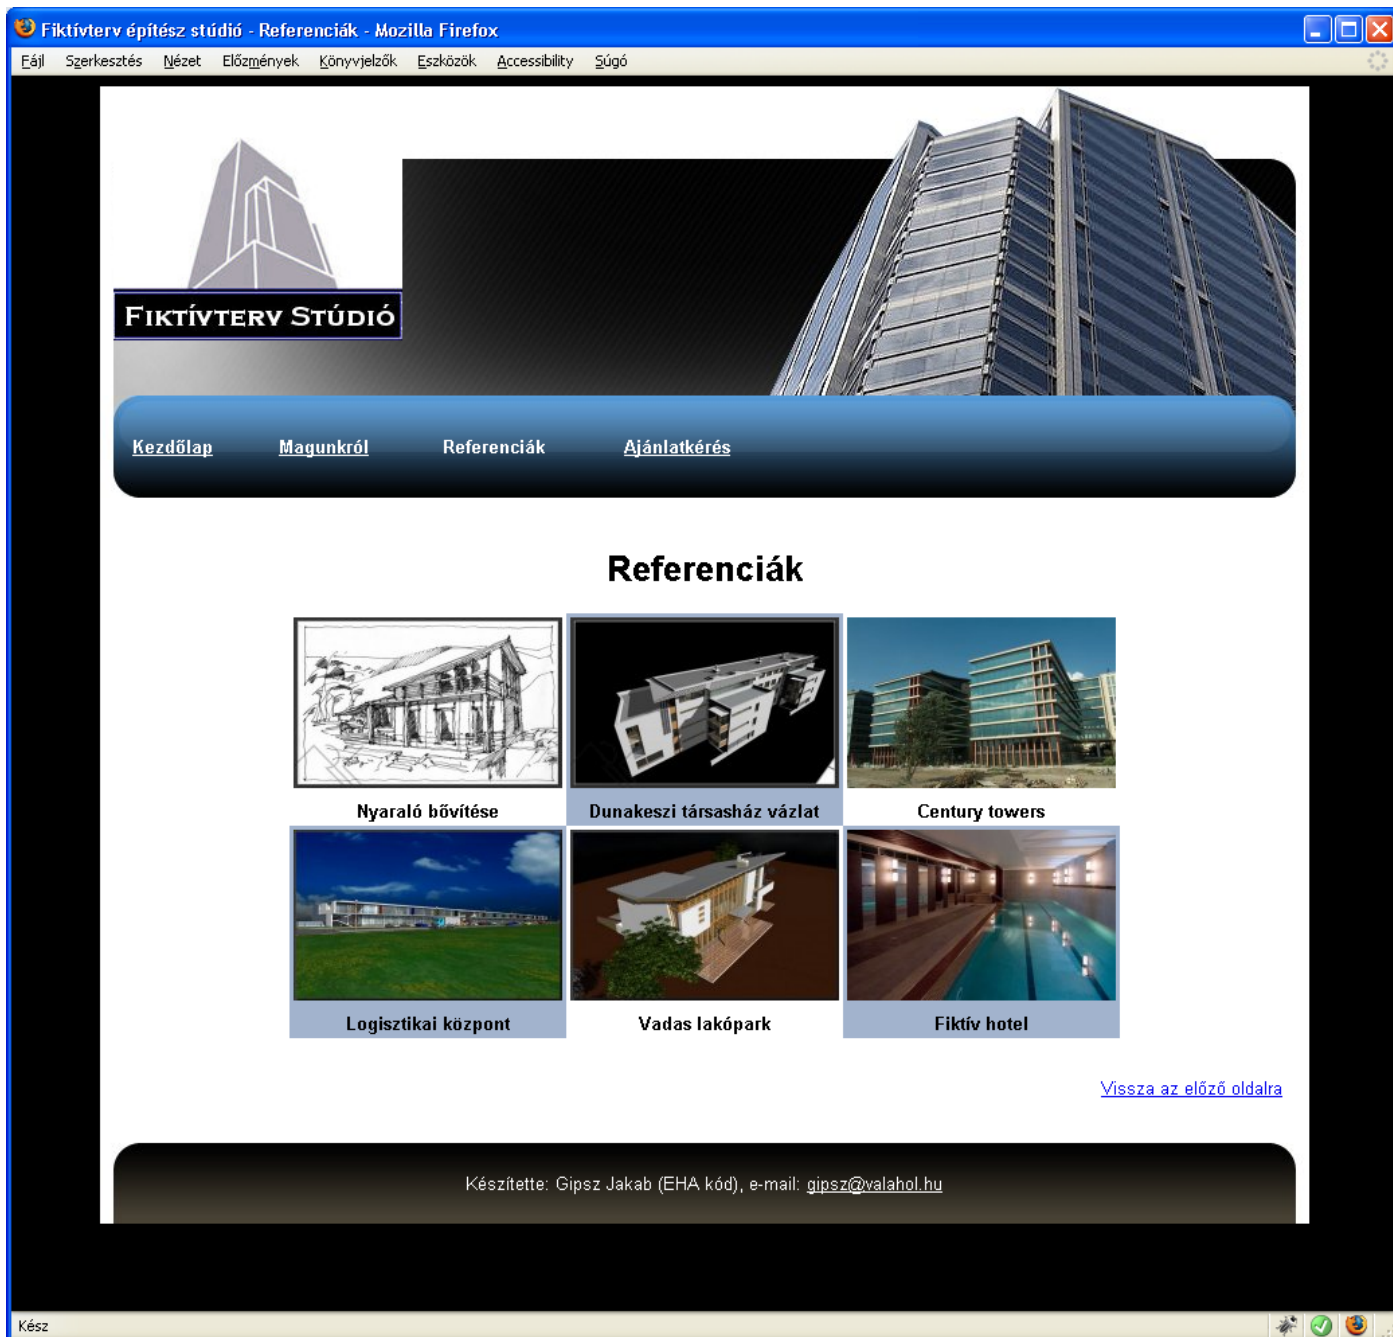 Fiktívterv építész stúdió - Referenciák - Mozilla Firefox
Fájl Szerkesztés Nézet Előzmények Könyvjelzők Eszközök Accessibility Súgó
Fiktívterv Stúdió
Kezdőlap Magunkról Referenciák Ajánlatkérés
Referenciák
Nyaraló bővítése Dunakeszi társasház vázlat Century towers
Logisztikai központ Vadas lakópark Fiktív hotel
Vissza az előző oldalra
Készítette: Gipsz Jakab (EHA kód), e-mail: gipsz@valahol.hu
Kész